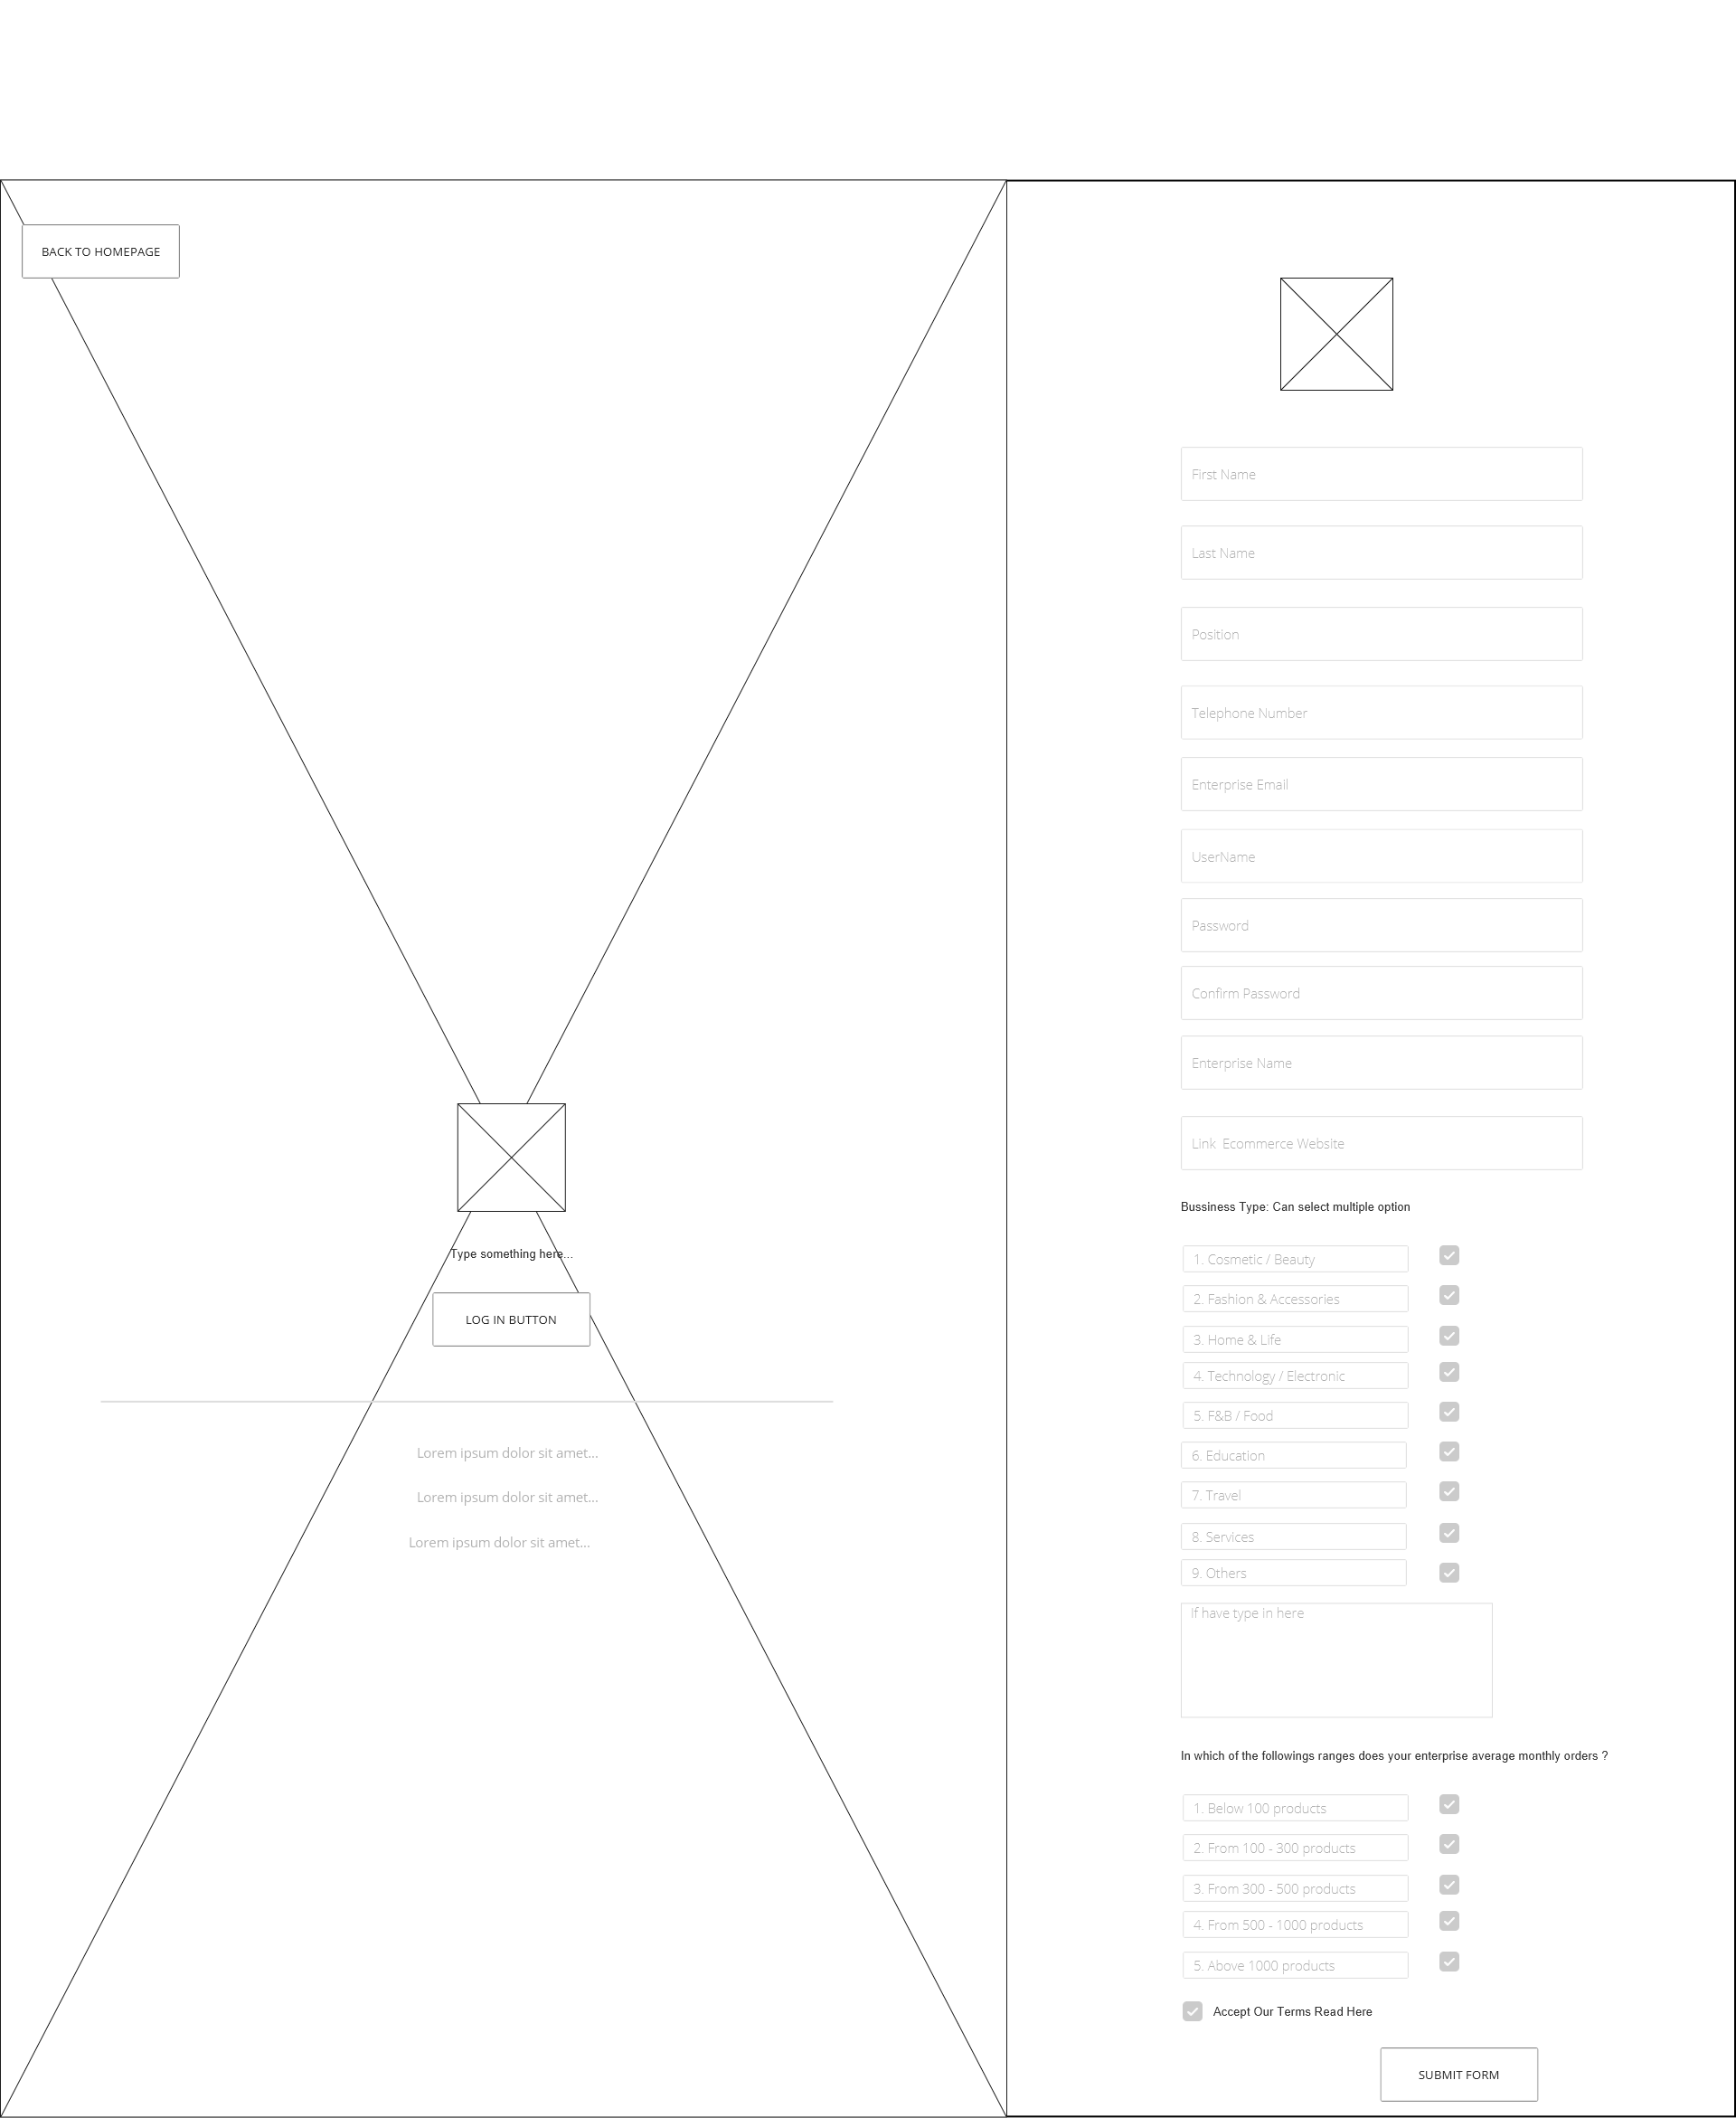 BACK TO HOMEPAGE
Type something here...
LOG IN BUTTON
Lorem ipsum dolor sit amet...
Lorem ipsum dolor sit amet...
Lorem ipsum dolor sit amet...
First Name
Last Name
Position
Telephone Number
Enterprise Email
UserName
Password
Confirm Password
Enterprise Name
Link  Ecommerce Website
Bussiness Type: Can select multiple option
1. Cosmetic / Beauty
2. Fashion & Accessories
3. Home & Life
4. Technology / Electronic
5. F&B / Food
6. Education
7. Travel
8. Services
9. Others
If have type in here
In which of the followings ranges does your enterprise average monthly orders ?
1. Below 100 products
2. From 100 - 300 products
3. From 300 - 500 products
4. From 500 - 1000 products
5. Above 1000 products
Accept Our Terms Read Here
SUBMIT FORM